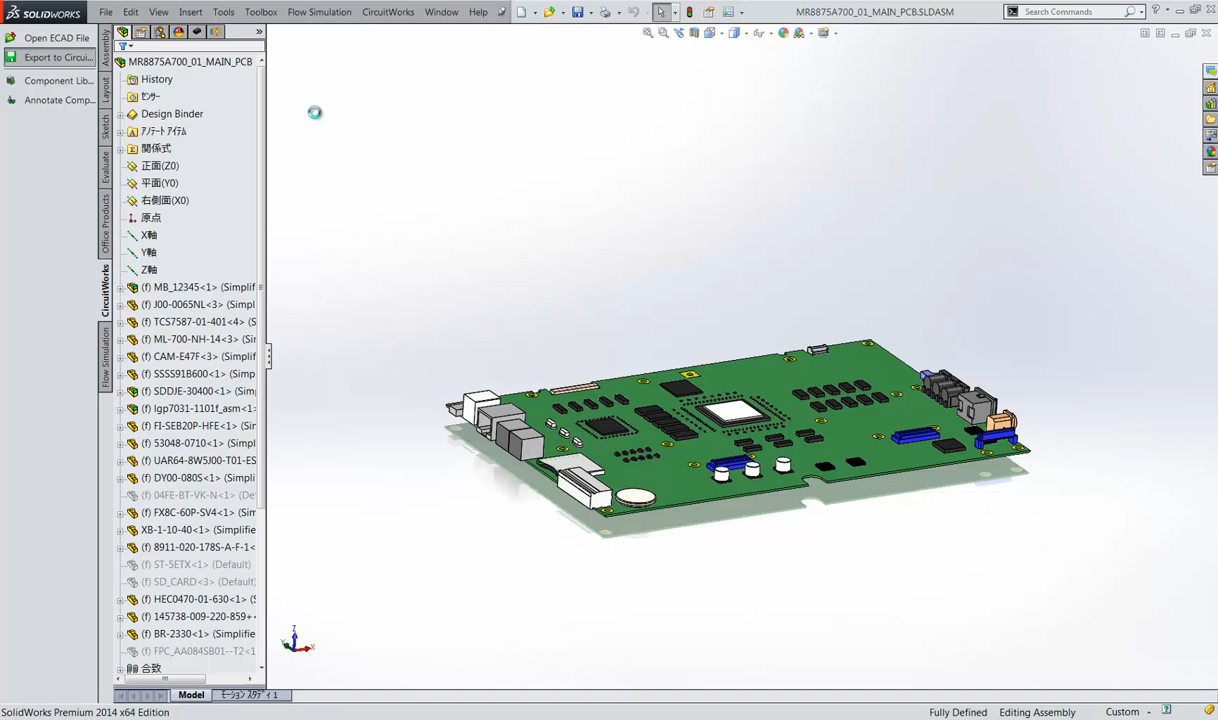 SOLIDWORKS File Edit View Insert Tools Toolbox Flow Simulation CircuitWorks Window Help MR8875A700_01_MAIN_PCB.SLDASM Search Commands
Open ECAD File
Export to Circui...
Component Lib...
Annotate Comp...
Assembly
Layout
Sketch
Evaluate
Office Products
CircuitWorks
Flow Simulation
MR8875A700_01_MAIN_PCB
History
センサー
Design Binder
アノテート アイテム
関係式
正面(Z0)
平面(Y0)
右側面(X0)
原点
X軸
Y軸
Z軸
(f) MB_12345<1> (Simplif
(f) J00-0065NL<3> (Simpl
(f) TCS7587-01-401<4> (S
(f) ML-700-NH-14<3> (Sim
(f) CAM-E47F<3> (Simplif
(f) SSSS91B600<1> (Simpl
(f) SDDJE-30400<1> (Simp
(f) lgp7031-1101f_asm<1>
(f) FI-SEB20P-HFE<1> (Sim
(f) 53048-0710<1> (Simpli
(f) UAR64-8W5J00-T01-ES
(f) DY00-080S<1> (Simplif
(f) 04FE-BT-VK-N<1> (De
(f) FX8C-60P-SV4<1> (Sim
XB-1-10-40<1> (Simplifie
(f) 8911-020-178S-A-F-1<
(f) ST-5ETX<1> (Default)
(f) SD_CARD<3> (Default)
(f) HEC0470-01-630<1> (S
(f) 145738-009-220-859+<
(f) BR-2330<1> (Simplifie
(f) FPC_AA084SB01--T2<1
合致
Z
Y
X
Model モーション スタディ 1
SolidWorks Premium 2014 x64 Edition Fully Defined Editing Assembly Custom